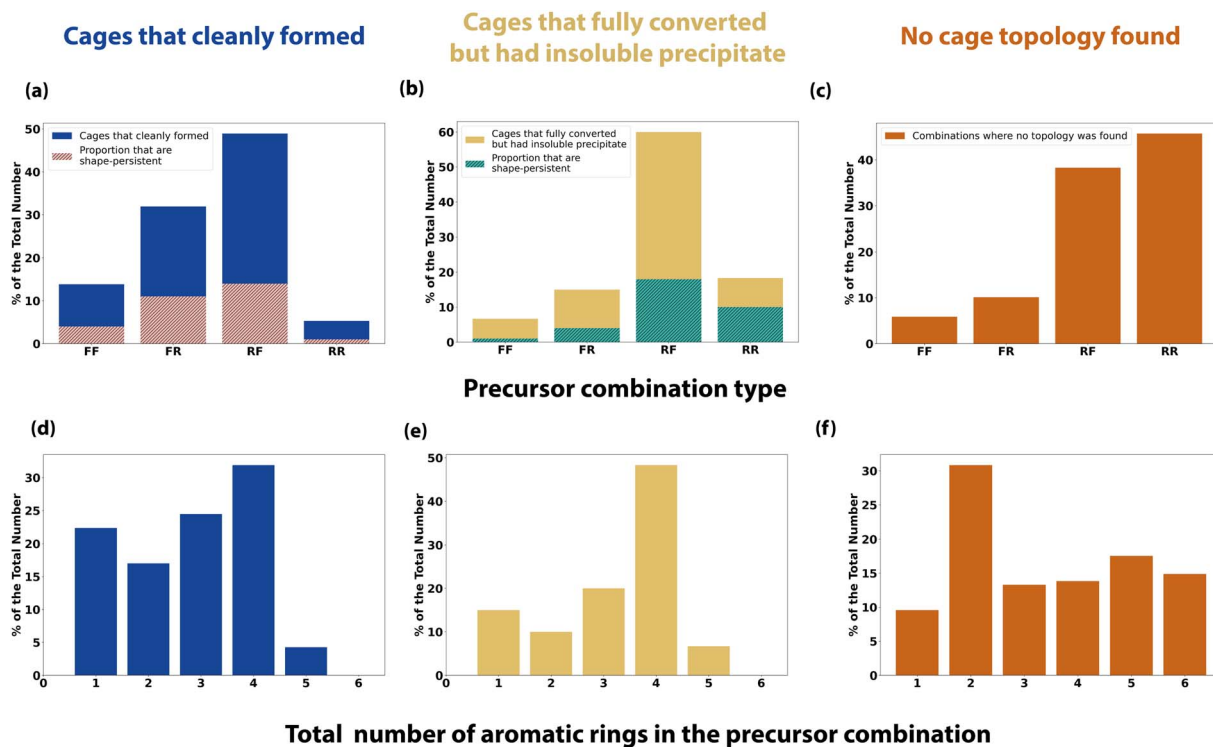 Cages that cleanly formed
Cages that fully converted
but had insoluble precipitate
No cage topology found
(a)
50
40
30
20
10
0
% of the Total Number
Cages that cleanly formed
Proportion that are
shape-persistent
FF FR RF RR
(b)
60
50
40
30
20
10
0
% of the Total Number
Cages that fully converted
but had insoluble precipitate
Proportion that are
shape-persistent
FF FR RF RR
(c)
40
30
20
10
0
% of the Total Number
Combinations where no topology was found
FF FR RF RR
Precursor combination type
(d)
30
25
20
15
10
5
0
% of the Total Number
0 1 2 3 4 5 6
(e)
50
40
30
20
10
0
% of the Total Number
0 1 2 3 4 5 6
(f)
30
25
20
15
10
5
0
% of the Total Number
1 2 3 4 5 6
Total number of aromatic rings in the precursor combination